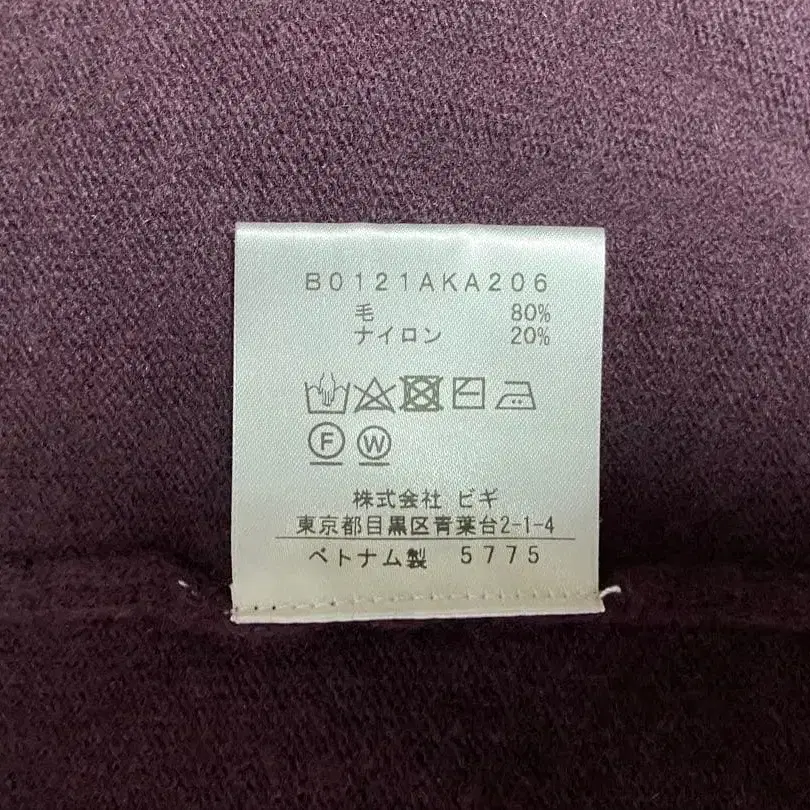 B0121AKA206
毛 80%
ナイロン 20%
F W
株式会社 ビギ
東京都目黒区青葉台2-1-4
ベトナム製 5775